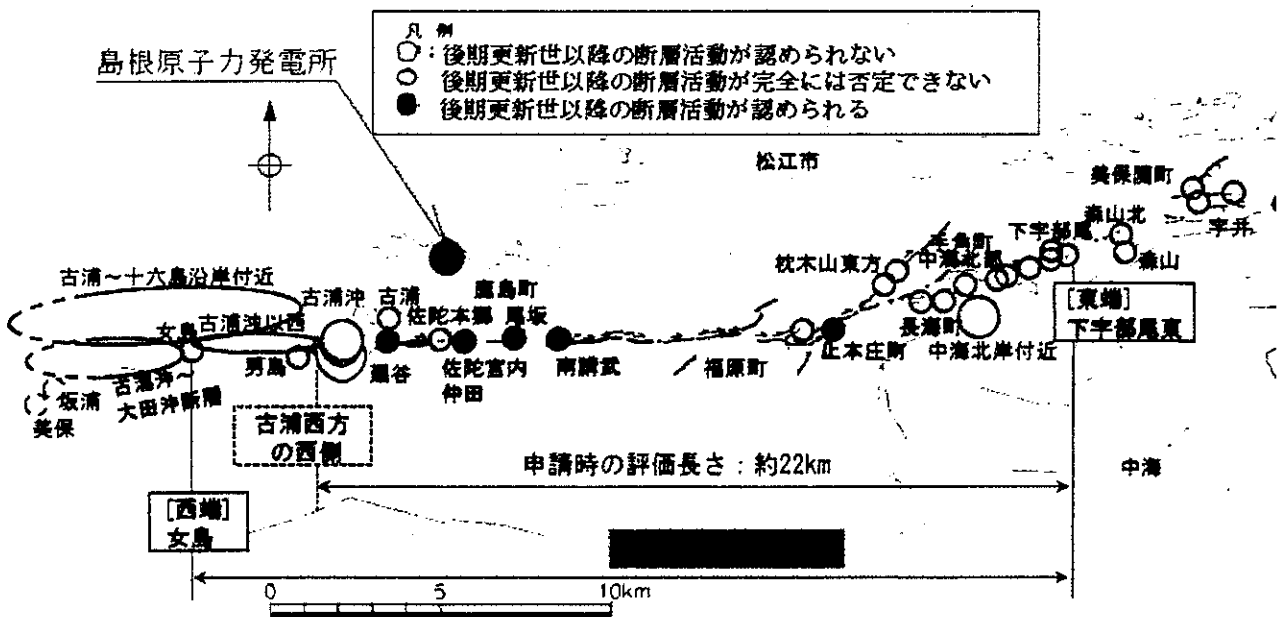 凡例
○：後期更新世以降の断層活動が認められない
○ 後期更新世以降の断層活動が完全には否定できない
● 後期更新世以降の断層活動が認められる
島根原子力発電所
松江市
美保関町
宇井
森山北
森山
下宇部尾
手角町
中海北部
枕木山東方
長海町
中海北岸付近
[東端]
下宇部尾東
古浦～十六島沿岸付近
古浦沖
古浦
鹿島町
佐陀本郷
尾坂
女島
古浦沖以西
男島
廻谷
佐陀宮内
仲田
南講武
福原町
上本庄町
坂浦
美保
古浦沖～
大田沖断層
古浦西方
の西側
申請時の評価長さ：約22km
中海
[西端]
女島
0 5 10km